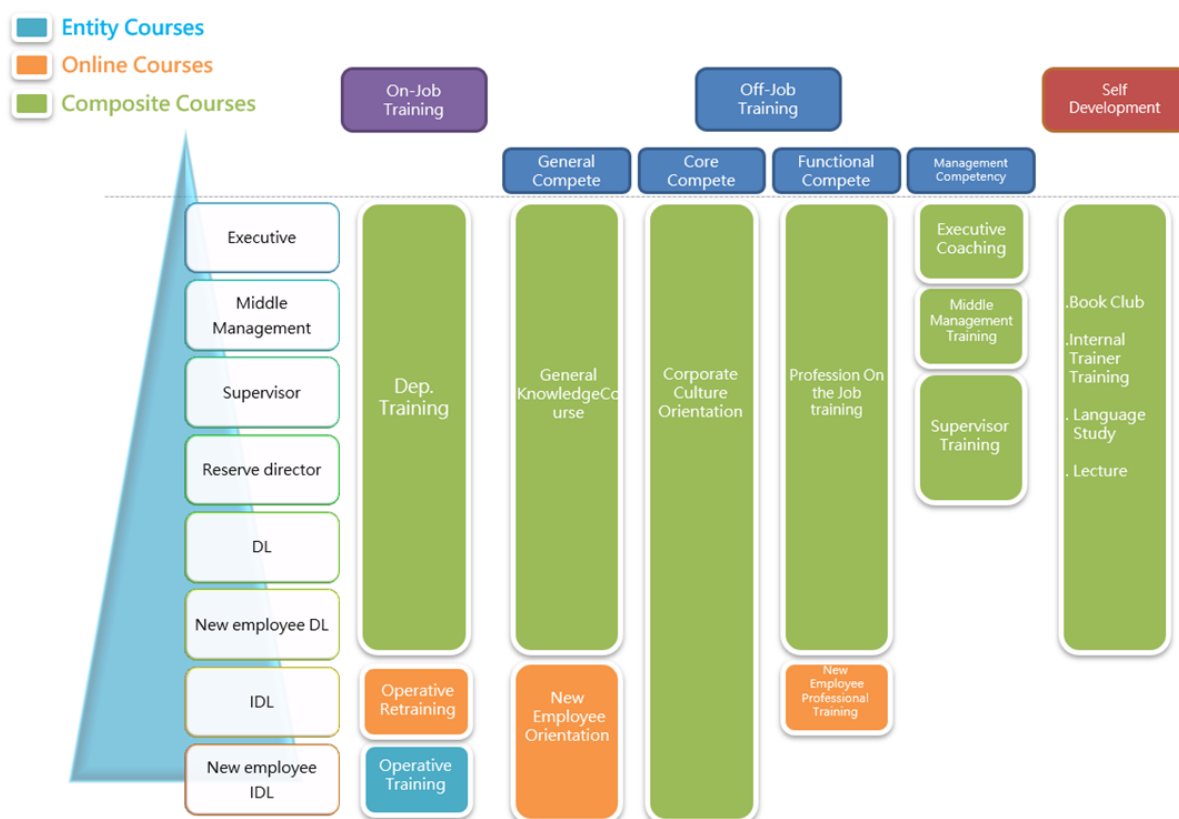 Entity Courses
Online Courses
Composite Courses
On-Job
Training
Off-Job
Training
Self
Development
General
Compete
Core
Compete
Functional
Compete
Management
Competency
Executive
Middle
Management
Supervisor
Reserve director
DL
New employee DL
IDL
New employee
IDL
Dep.
Training
Operative
Retraining
Operative
Training
General
KnowledgeCo
urse
New
Employee
Orientation
Corporate
Culture
Orientation
Profession On
the Job
training
New
Employee
Professional
Training
Executive
Coaching
Middle
Management
Training
Supervisor
Training
.Book Club
.Internal
Trainer
Training
. Language
Study
. Lecture